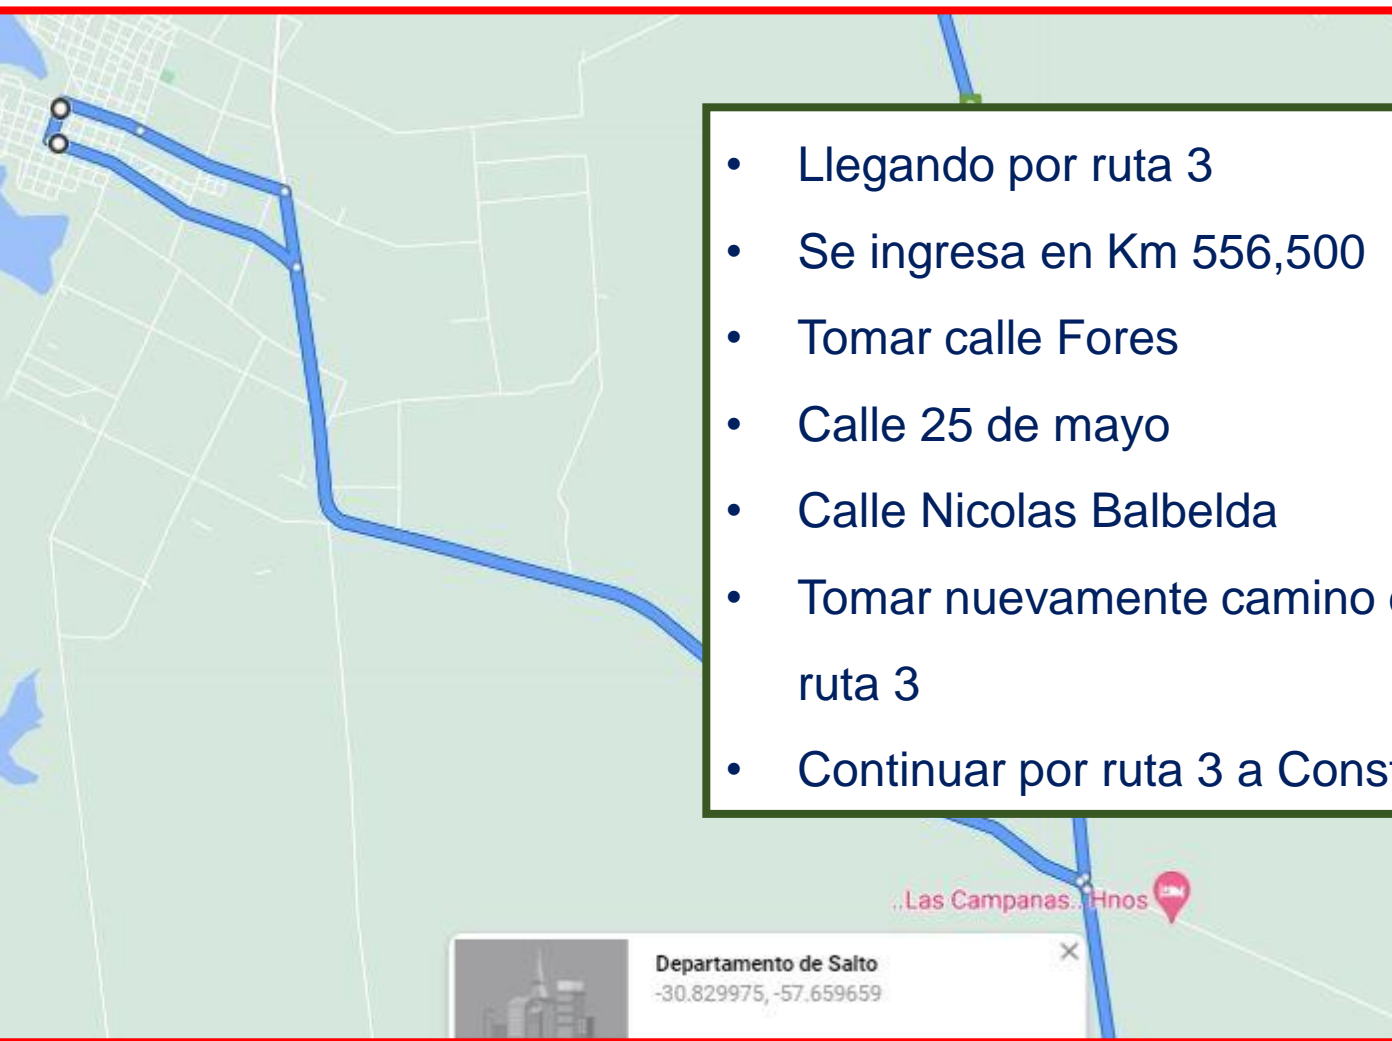 • Llegando por ruta 3
• Se ingresa en Km 556,500
• Tomar calle Fores
• Calle 25 de mayo
• Calle Nicolas Balbelda
• Tomar nuevamente camino
ruta 3
• Continuar por ruta 3 a
..Las Campanas.. Hnos
Departamento de Salto
-30.829975, -57.659659